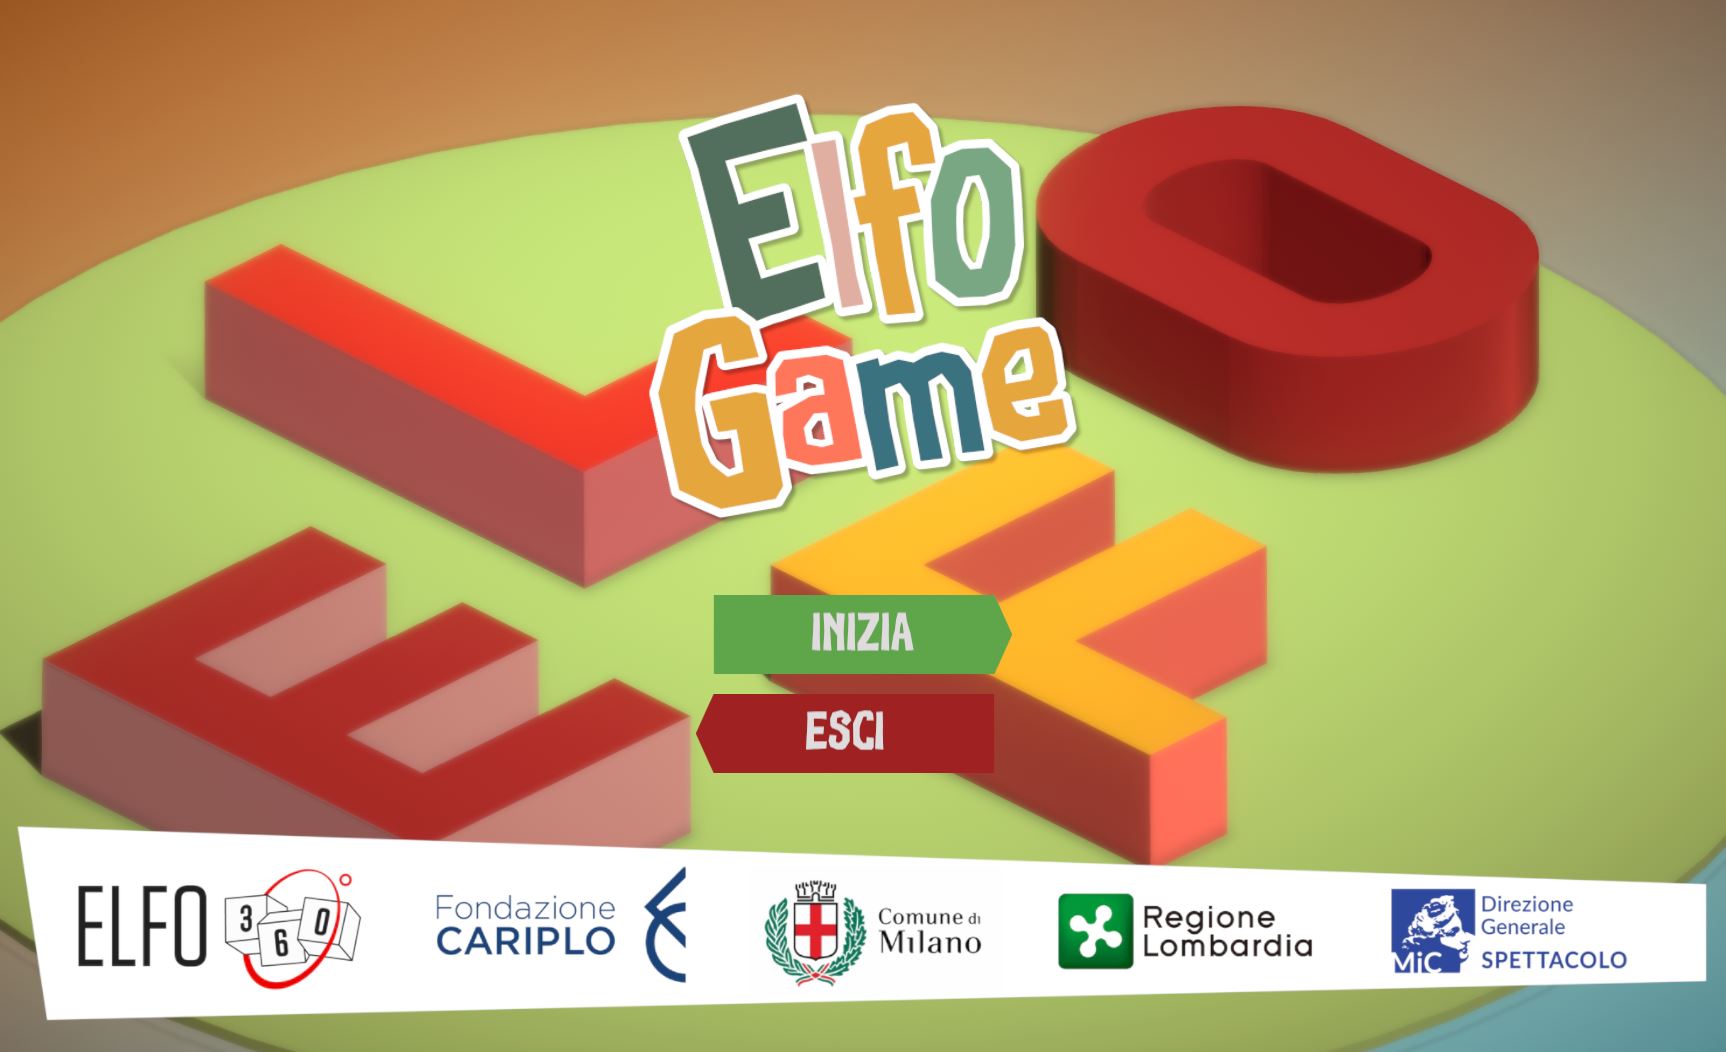 Elfo
Game
E L F O
INIZIA
ESCI
ELFO 360
Fondazione
CARIPLO
Comune di
Milano
Regione
Lombardia
MiC
Direzione
Generale
SPETTACOLO